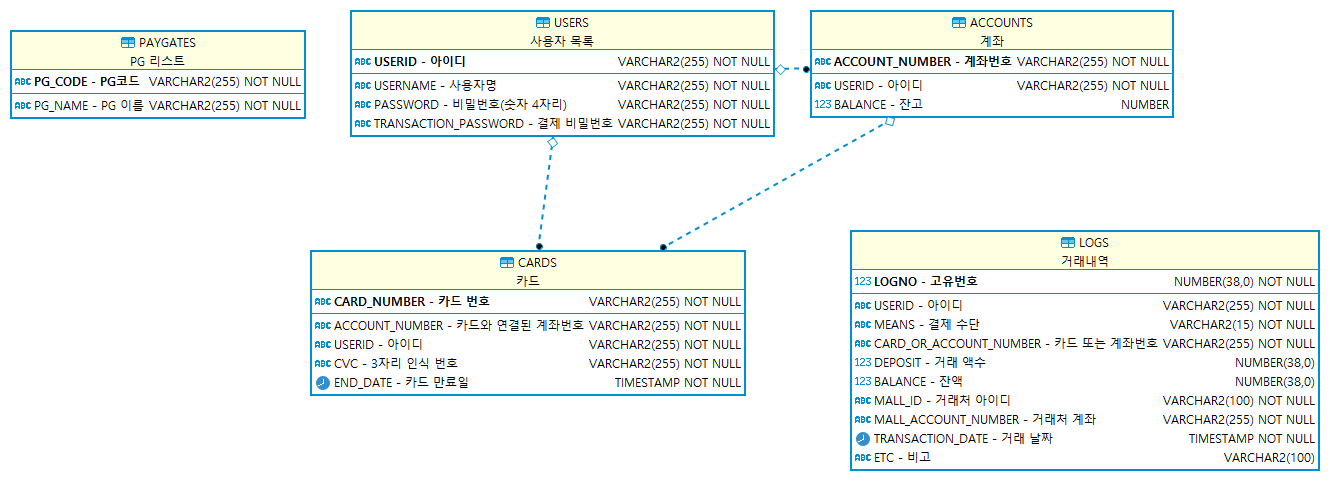 PAYGATES
PG 리스트
ABC PG_CODE - PG코드 VARCHAR2(255) NOT NULL
ABC PG_NAME - PG 이름 VARCHAR2(255) NOT NULL
USERS
사용자 목록
ABC USERID - 아이디 VARCHAR2(255) NOT NULL
ABC USERNAME - 사용자명 VARCHAR2(255) NOT NULL
ABC PASSWORD - 비밀번호(숫자 4자리) VARCHAR2(255) NOT NULL
ABC TRANSACTION_PASSWORD - 결제 비밀번호 VARCHAR2(255) NOT NULL
ACCOUNTS
계좌
ABC ACCOUNT_NUMBER - 계좌번호 VARCHAR2(255) NOT NULL
ABC USERID - 아이디 VARCHAR2(255) NOT NULL
123 BALANCE - 잔고 NUMBER
CARDS
카드
ABC CARD_NUMBER - 카드 번호 VARCHAR2(255) NOT NULL
ABC ACCOUNT_NUMBER - 카드와 연결된 계좌번호 VARCHAR2(255) NOT NULL
ABC USERID - 아이디 VARCHAR2(255) NOT NULL
ABC CVC - 3자리 인식 번호 VARCHAR2(255) NOT NULL
END_DATE - 카드 만료일 TIMESTAMP NOT NULL
LOGS
거래내역
123 LOGNO - 고유번호 NUMBER(38,0) NOT NULL
ABC USERID - 아이디 VARCHAR2(255) NOT NULL
ABC MEANS - 결제 수단 VARCHAR2(15) NOT NULL
ABC CARD_OR_ACCOUNT_NUMBER - 카드 또는 계좌번호 VARCHAR2(255) NOT NULL
123 DEPOSIT - 거래 액수 NUMBER(38,0)
123 BALANCE - 잔액 NUMBER(38,0)
ABC MALL_ID - 거래처 아이디 VARCHAR2(100) NOT NULL
ABC MALL_ACCOUNT_NUMBER - 거래처 계좌 VARCHAR2(255) NOT NULL
TRANSACTION_DATE - 거래 날짜 TIMESTAMP NOT NULL
ABC ETC - 비고 VARCHAR2(100)